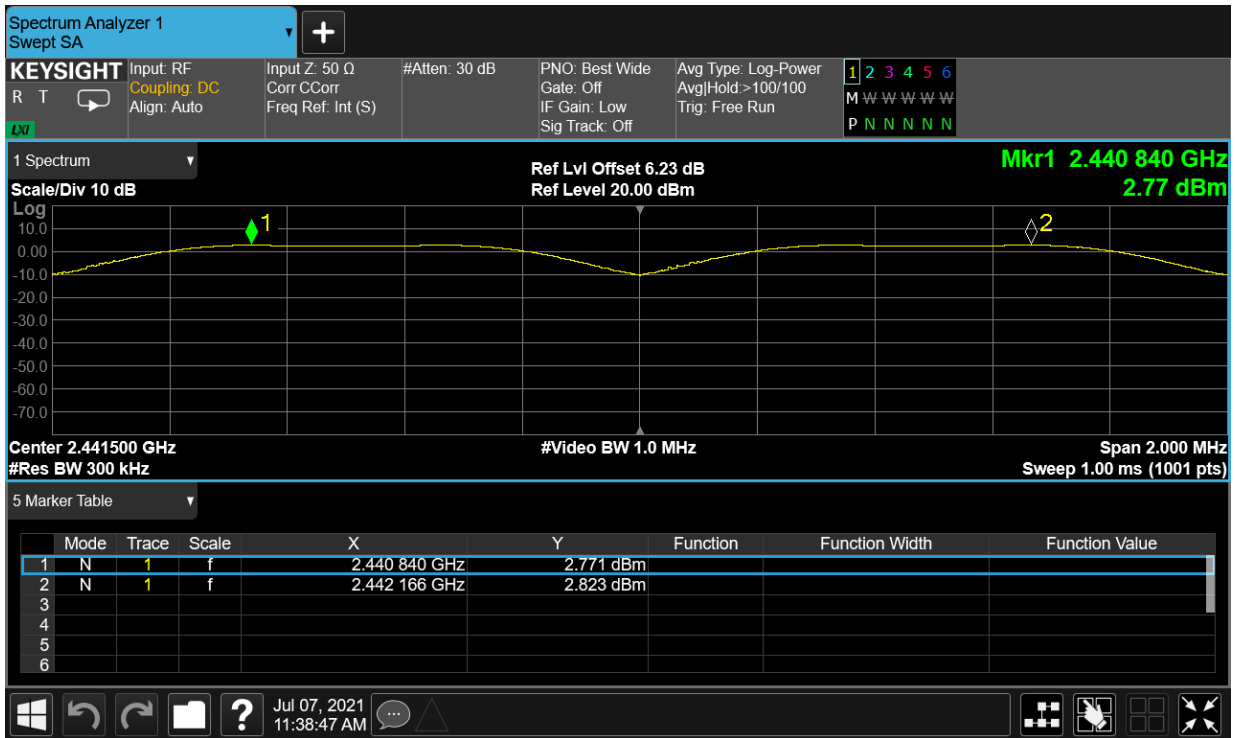 Spectrum Analyzer 1
Swept SA
KEYSIGHT
R T
LXI
Input: RF
Coupling: DC
Align: Auto
Input Z: 50 Ω
Corr CCorr
Freq Ref: Int (S)
#Atten: 30 dB
PNO: Best Wide
Gate: Off
IF Gain: Low
Sig Track: Off
Avg Type: Log-Power
Avg|Hold:>100/100
Trig: Free Run
1 2 3 4 5 6
M W W W W W
P N N N N N
1 Spectrum
Scale/Div 10 dB
Ref Lvl Offset 6.23 dB
Ref Level 20.00 dBm
Mkr1 2.440 840 GHz
2.77 dBm
Log
10.0
0.00
-10.0
-20.0
-30.0
-40.0
-50.0
-60.0
-70.0
1
2
Center 2.441500 GHz
#Video BW 1.0 MHz
Span 2.000 MHz
#Res BW 300 kHz
Sweep 1.00 ms (1001 pts)
5 Marker Table
Mode Trace Scale X Y Function Function Width Function Value
1 N 1 f 2.440 840 GHz 2.771 dBm
2 N 1 f 2.442 166 GHz 2.823 dBm
3
4
5
6
?
Jul 07, 2021
11:38:47 AM